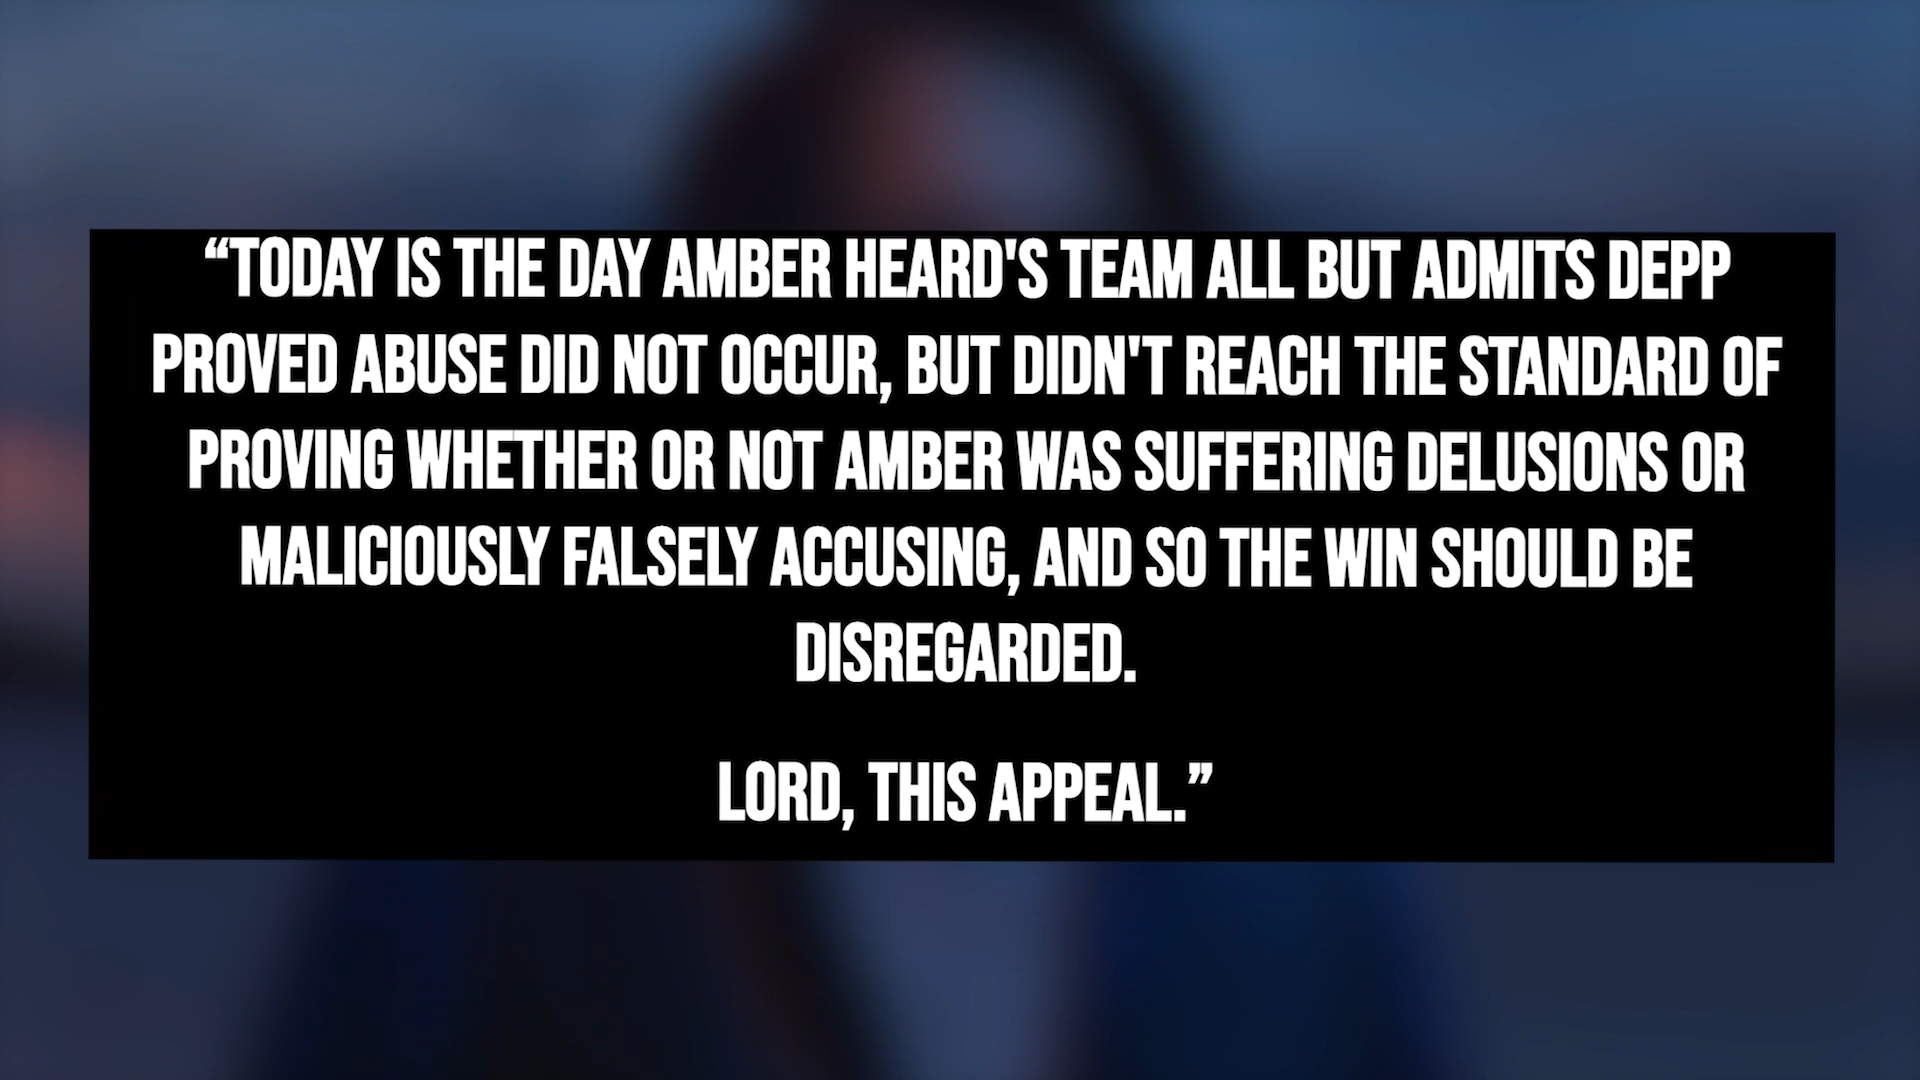 “TODAY IS THE DAY AMBER HEARD'S TEAM ALL BUT ADMITS DEPP
PROVED ABUSE DID NOT OCCUR, BUT DIDN'T REACH THE STANDARD OF
PROVING WHETHER OR NOT AMBER WAS SUFFERING DELUSIONS OR
MALICIOUSLY FALSELY ACCUSING, AND SO THE WIN SHOULD BE
DISREGARDED.
LORD, THIS APPEAL.”